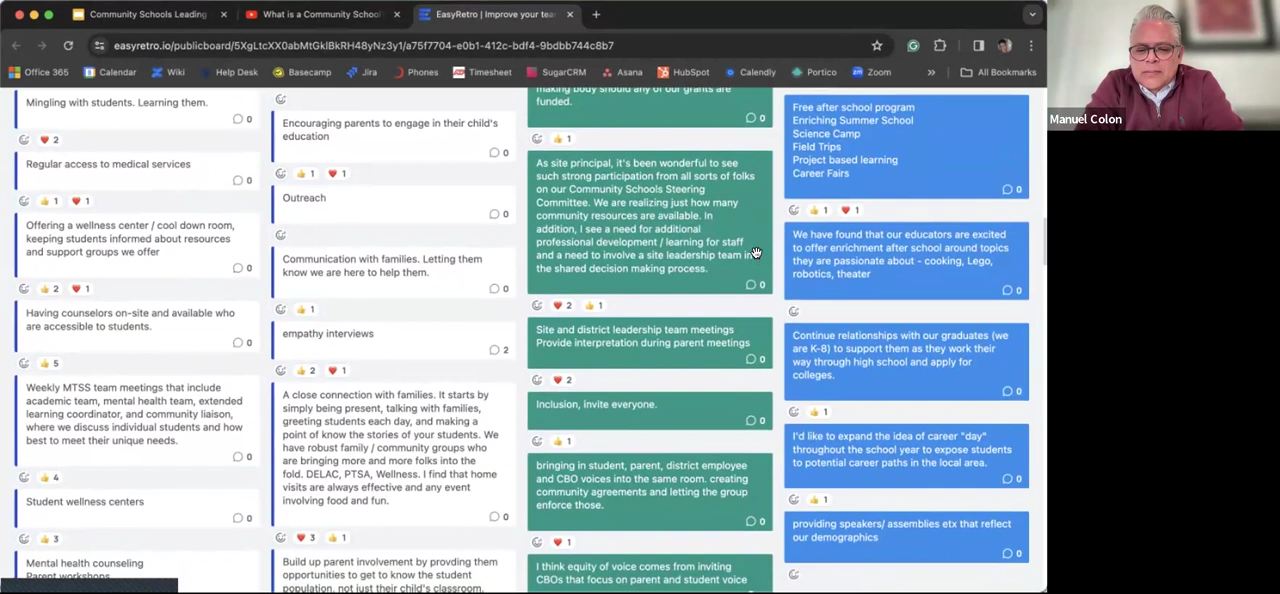 Community Schools Leading
What is a Community School
EasyRetro | Improve your tea
easyretro.io/publicboard/5XgLtcXX0abMtGklBkRH48yNz3y1/a75f7704-e0b1-412c-bdf4-9bdbb744c8b7
Office 365
Calendar
Wiki
Help Desk
Basecamp
Jira
Phones
Timesheet
SugarCRM
Asana
HubSpot
Calendly
Portico
Zoom
»
All Bookmarks
Manuel Colon
Mingling with students. Learning them.
0
2
Regular access to medical services
0
1 1
Offering a wellness center / cool down room,
keeping students informed about resources
and support groups we offer
0
2 1
Having counselors on-site and available who
are accessible to students.
0
5
Weekly MTSS team meetings that include
academic team, mental health team, extended
learning coordinator, and community liaison,
where we discuss individual students and how
best to meet their unique needs.
0
4
Student wellness centers
0
3
Mental health counseling
Parent workshops
Encouraging parents to engage in their child's
education
0
1 1
Outreach
0
Communication with families. Letting them
know we are here to help them.
0
1
empathy interviews
2
2 1
A close connection with families. It starts by
simply being present, talking with families,
greeting students each day, and making a
point of know the stories of your students. We
have robust family / community groups who
are bringing more and more folks into the
fold. DELAC, PTSA, Wellness. I find that home
visits are always effective and any event
involving food and fun.
0
3 1
Build up parent involvement by provding them
opportunities to get to know the student
population, not just their child's classroom.
making body should any of our grants are
funded.
0
1
As site principal, it's been wonderful to see
such strong participation from all sorts of folks
on our Community Schools Steering
Committee. We are realizing just how many
community resources are available. In
addition, I see a need for additional
professional development / learning for staff
and a need to involve a site leadership team in
the shared decision making process.
0
2 1
Site and district leadership team meetings
Provide interpretation during parent meetings
0
2
Inclusion, invite everyone.
0
1
bringing in student, parent, district employee
and CBO voices into the same room. creating
community agreements and letting the group
enforce those.
0
1
I think equity of voice comes from inviting
CBOs that focus on parent and student voice
Free after school program
Enriching Summer School
Science Camp
Field Trips
Project based learning
Career Fairs
0
1 1
We have found that our educators are excited
to offer enrichment after school around topics
they are passionate about - cooking, Lego,
robotics, theater
0
Continue relationships with our graduates (we
are K-8) to support them as they work their
way through high school and apply for
colleges.
0
1
I'd like to expand the idea of career "day"
throughout the school year to expose students
to potential career paths in the local area.
0
1
providing speakers/ assemblies etx that reflect
our demographics
0